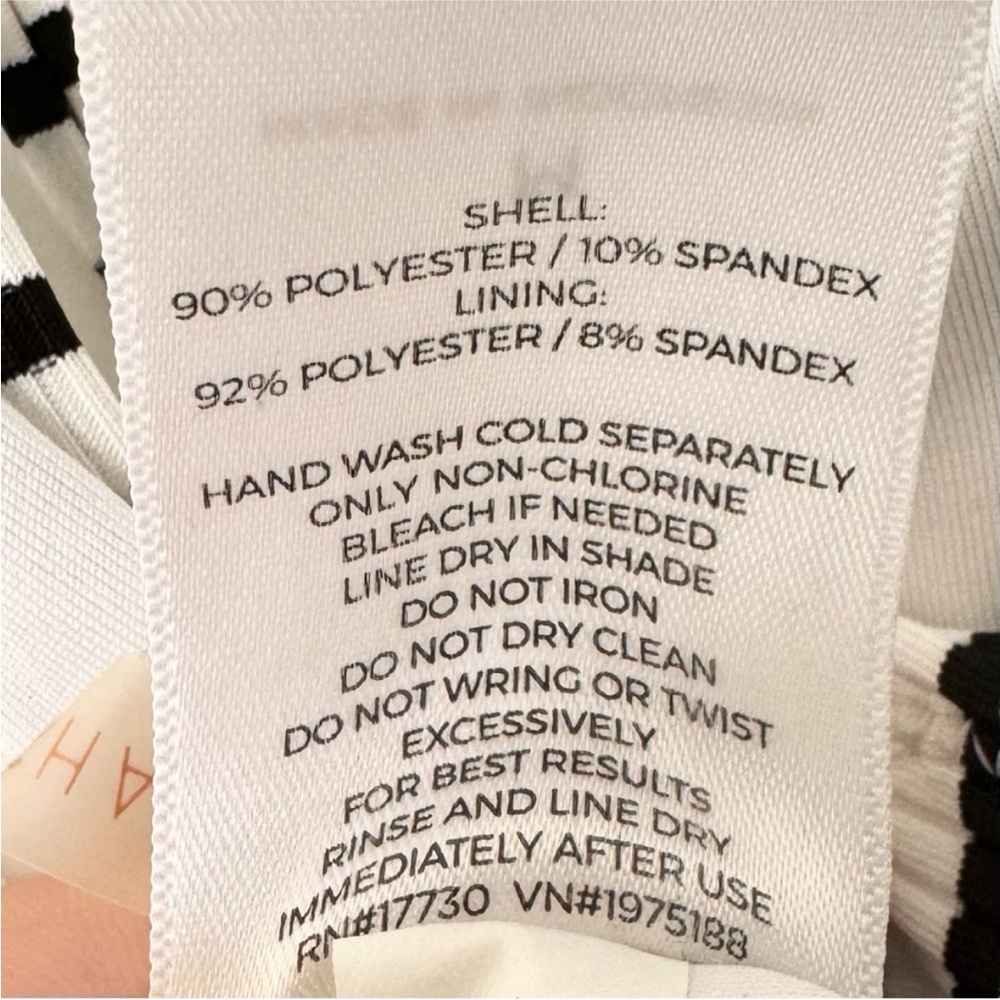 SHELL:
90% POLYESTER / 10% SPANDEX
LINING:
92% POLYESTER / 8% SPANDEX
HAND WASH COLD SEPARATELY
ONLY NON-CHLORINE
BLEACH IF NEEDED
LINE DRY IN SHADE
DO NOT IRON
DO NOT DRY CLEAN
DO NOT WRING OR TWIST
EXCESSIVELY
FOR BEST RESULTS
RINSE AND LINE DRY
IMMEDIATELY AFTER USE
RN#17730 VN#1975188